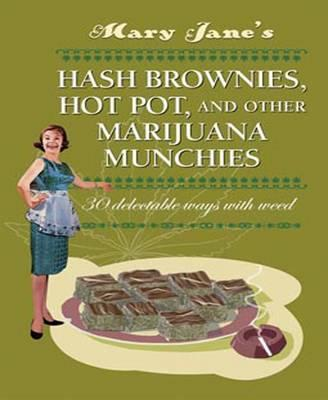 Mary Jane's
HASH BROWNIES,
HOT POT, AND OTHER
MARIJUANA
MUNCHIES
30 delectable ways with weed